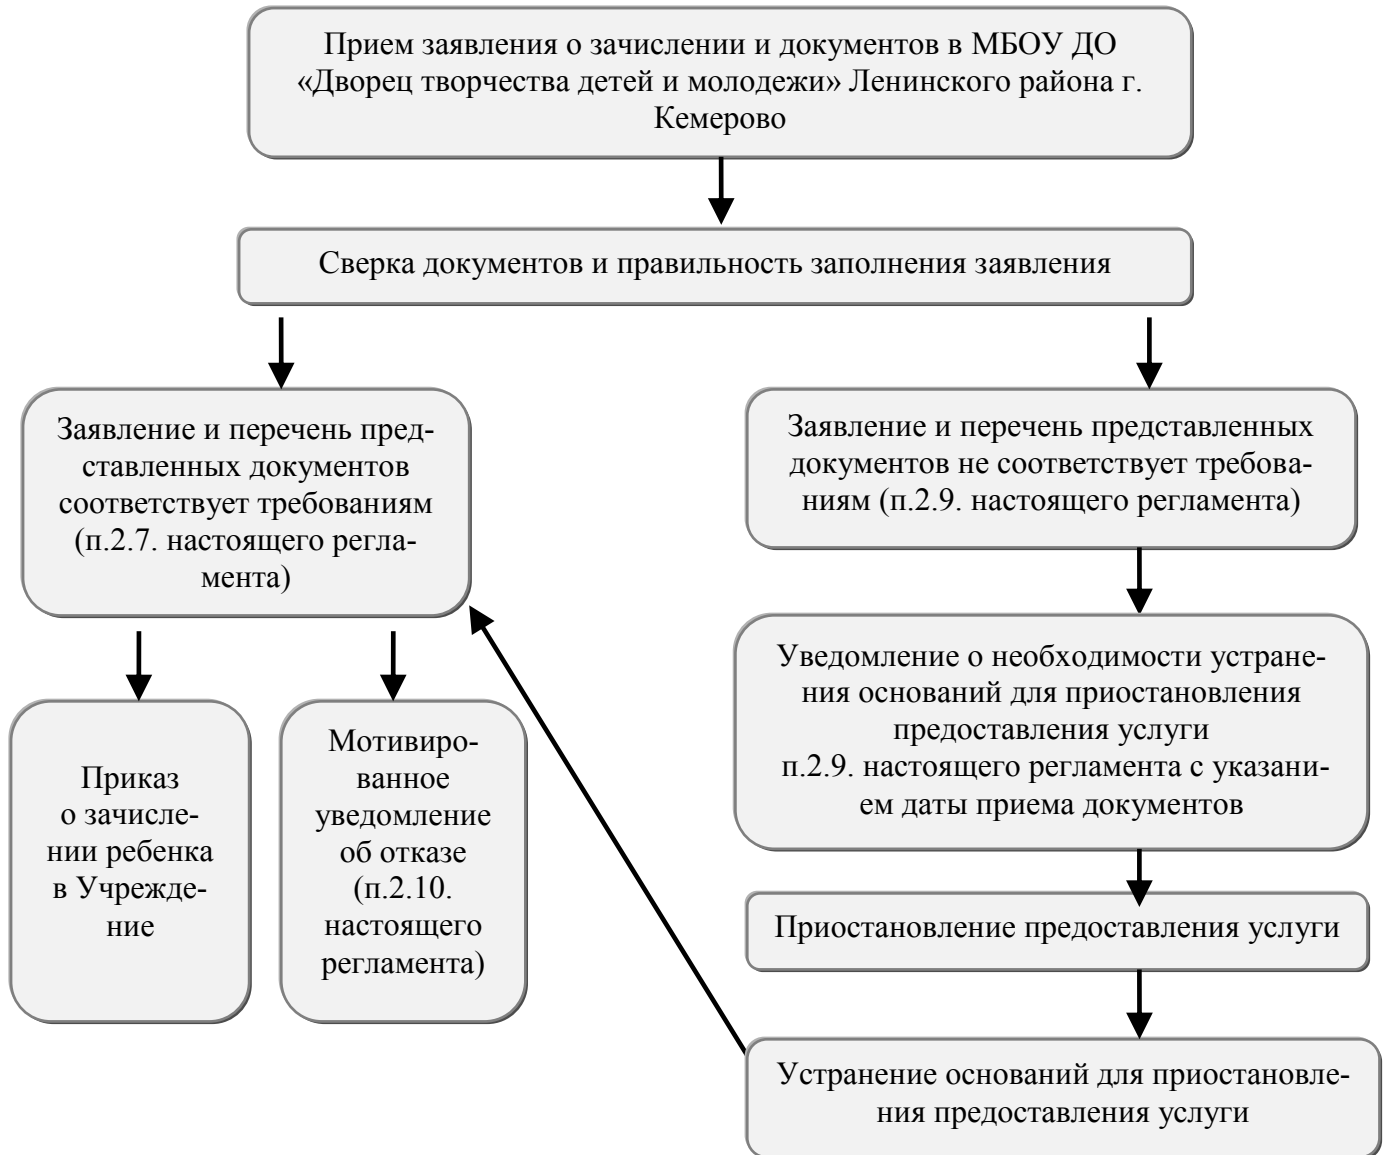 Прием заявления о зачислении и документов в МБОУ ДО
«Дворец творчества детей и молодежи» Ленинского района г.
Кемерово
Сверка документов и правильность заполнения заявления
Заявление и перечень пред-
ставленных документов
соответствует требованиям
(п.2.7. настоящего регла-
мента)
Заявление и перечень представленных
документов не соответствует требова-
ниям (п.2.9. настоящего регламента)
Уведомление о необходимости устране-
ния оснований для приостановления
предоставления услуги
п.2.9. настоящего регламента с указани-
ем даты приема документов
Приказ
о зачисле-
нии ребенка
в Учрежде-
ние
Мотивиро-
ванное
уведомление
об отказе
(п.2.10.
настоящего
регламента)
Приостановление предоставления услуги
Устранение оснований для приостановле-
ния предоставления услуги